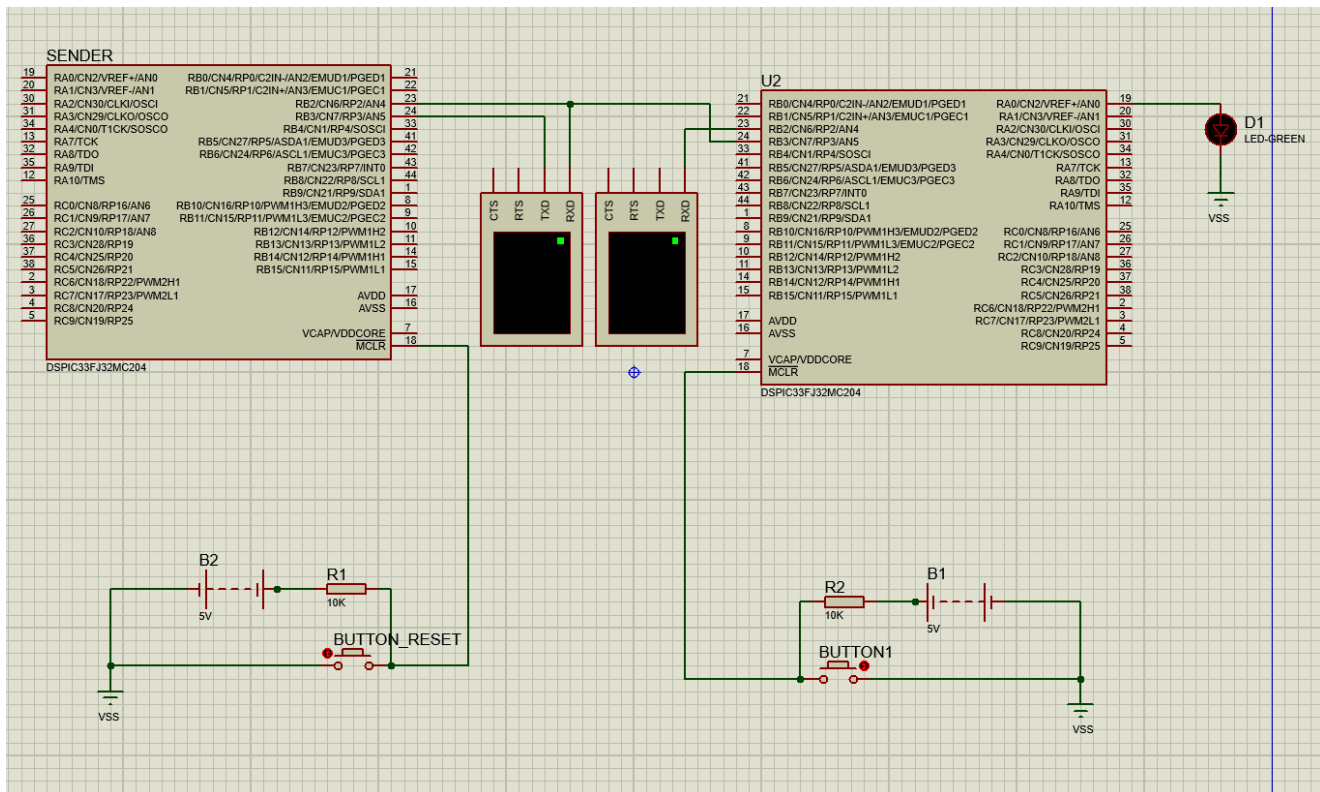 SENDER
19 RA0/CN2/VREF+/AN0 RB0/CN4/RP0/C2IN-/AN2/EMUD1/PGED1 21
20 RA1/CN3/VREF-/AN1 RB1/CN5/RP1/C2IN+/AN3/EMUC1/PGEC1 22
30 RA2/CN30/CLKI/OSCI RB2/CN6/RP2/AN4 23
31 RA3/CN29/CLKO/OSCO RB3/CN7/RP3/AN5 24
34 RA4/CN0/T1CK/SOSCO RB4/CN1/RP4/SOSCI 33
13 RA7/TCK RB5/CN27/RP5/ASDA1/EMUD3/PGED3 41
32 RA8/TDO RB6/CN24/RP6/ASCL1/EMUC3/PGEC3 42
35 RA9/TDI RB7/CN23/RP7/INT0 43
12 RA10/TMS RB8/CN22/RP8/SCL1 44
RB9/CN21/RP9/SDA1 1
25 RC0/CN8/RP16/AN6 RB10/CN16/RP10/PWM1H3/EMUD2/PGED2 8
26 RC1/CN9/RP17/AN7 RB11/CN15/RP11/PWM1L3/EMUC2/PGEC2 9
27 RC2/CN10/RP18/AN8 RB12/CN14/RP12/PWM1H2 10
36 RC3/CN28/RP19 RB13/CN13/RP13/PWM1L2 11
37 RC4/CN25/RP20 RB14/CN12/RP14/PWM1H1 14
38 RC5/CN26/RP21 RB15/CN11/RP15/PWM1L1 15
2 RC6/CN18/RP22/PWM2H1
3 RC7/CN17/RP23/PWM2L1 AVDD 17
4 RC8/CN20/RP24 AVSS 16
5 RC9/CN19/RP25
VCAP/VDDCORE 7
MCLR 18
DSPIC33FJ32MC204
CTS
RTS
TXD
RXD
CTS
RTS
TXD
RXD
U2
21 RB0/CN4/RP0/C2IN-/AN2/EMUD1/PGED1 RA0/CN2/VREF+/AN0 19
22 RB1/CN5/RP1/C2IN+/AN3/EMUC1/PGEC1 RA1/CN3/VREF-/AN1 20
23 RB2/CN6/RP2/AN4 RA2/CN30/CLKI/OSCI 30
24 RB3/CN7/RP3/AN5 RA3/CN29/CLKO/OSCO 31
33 RB4/CN1/RP4/SOSCI RA4/CN0/T1CK/SOSCO 34
41 RB5/CN27/RP5/ASDA1/EMUD3/PGED3 RA7/TCK 13
42 RB6/CN24/RP6/ASCL1/EMUC3/PGEC3 RA8/TDO 32
43 RB7/CN23/RP7/INT0 RA9/TDI 35
44 RB8/CN22/RP8/SCL1 RA10/TMS 12
1 RB9/CN21/RP9/SDA1
8 RB10/CN16/RP10/PWM1H3/EMUD2/PGED2 RC0/CN8/RP16/AN6 25
9 RB11/CN15/RP11/PWM1L3/EMUC2/PGEC2 RC1/CN9/RP17/AN7 26
10 RB12/CN14/RP12/PWM1H2 RC2/CN10/RP18/AN8 27
11 RB13/CN13/RP13/PWM1L2 RC3/CN28/RP19 36
14 RB14/CN12/RP14/PWM1H1 RC4/CN25/RP20 37
15 RB15/CN11/RP15/PWM1L1 RC5/CN26/RP21 38
RC6/CN18/RP22/PWM2H1 2
17 AVDD RC7/CN17/RP23/PWM2L1 3
16 AVSS RC8/CN20/RP24 4
RC9/CN19/RP25 5
7 VCAP/VDDCORE
18 MCLR
DSPIC33FJ32MC204
D1
LED-GREEN
VSS
B2
5V
R1
10K
BUTTON_RESET
VSS
R2
10K
B1
5V
BUTTON1
VSS